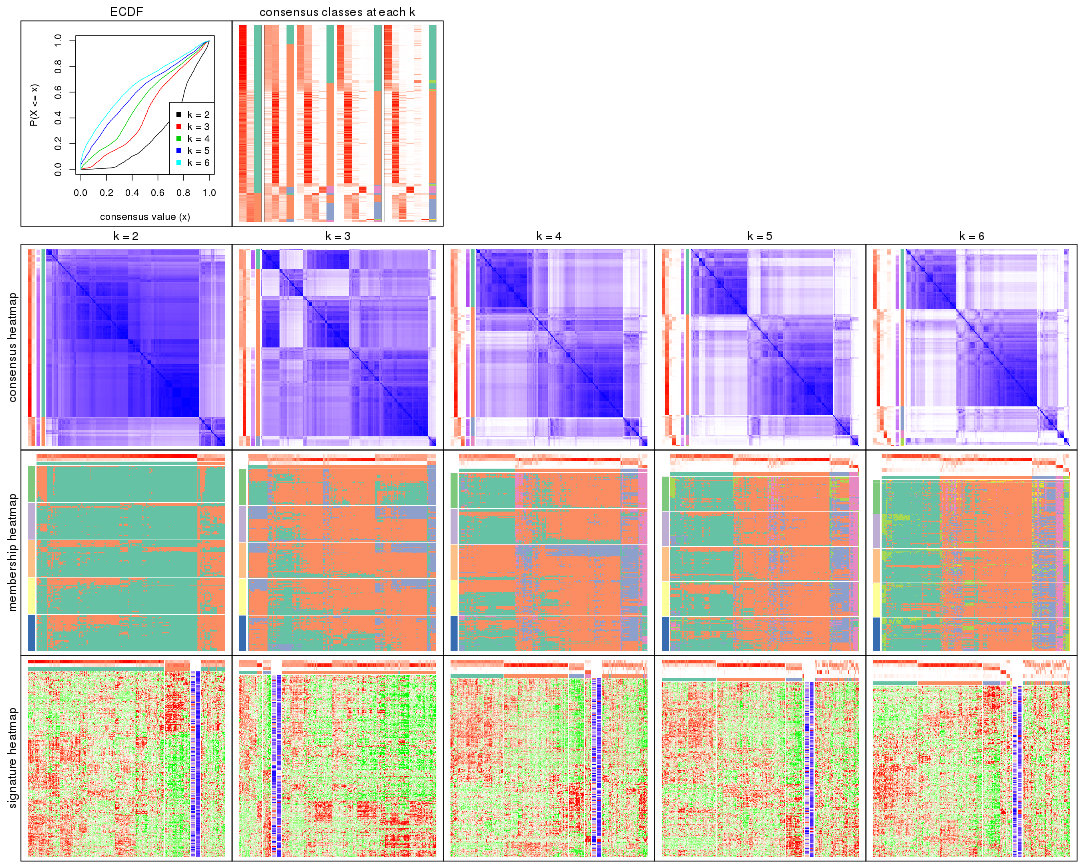 ECDF
consensus classes at each k
P(X <= x)
0.0 0.2 0.4 0.6 0.8 1.0
k = 2
k = 3
k = 4
k = 5
k = 6
0.0 0.2 0.4 0.6 0.8 1.0
consensus value (x)
k = 2
k = 3
k = 4
k = 5
k = 6
consensus heatmap
membership heatmap
signature heatmap